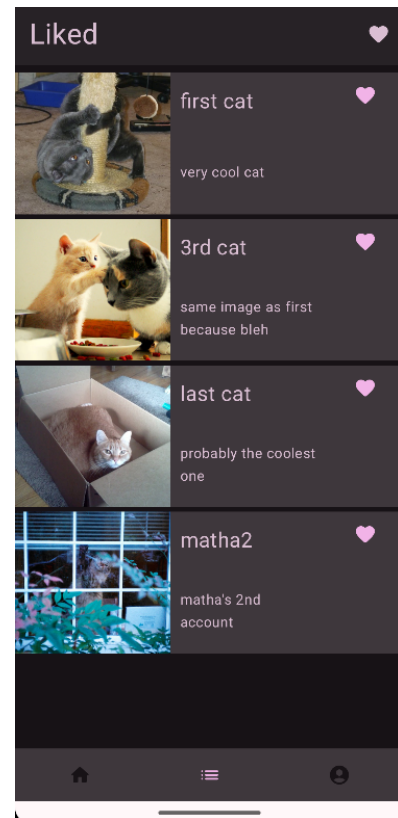 Liked
first cat
very cool cat
3rd cat
same image as first
because bleh
last cat
probably the coolest
one
matha2
matha's 2nd
account